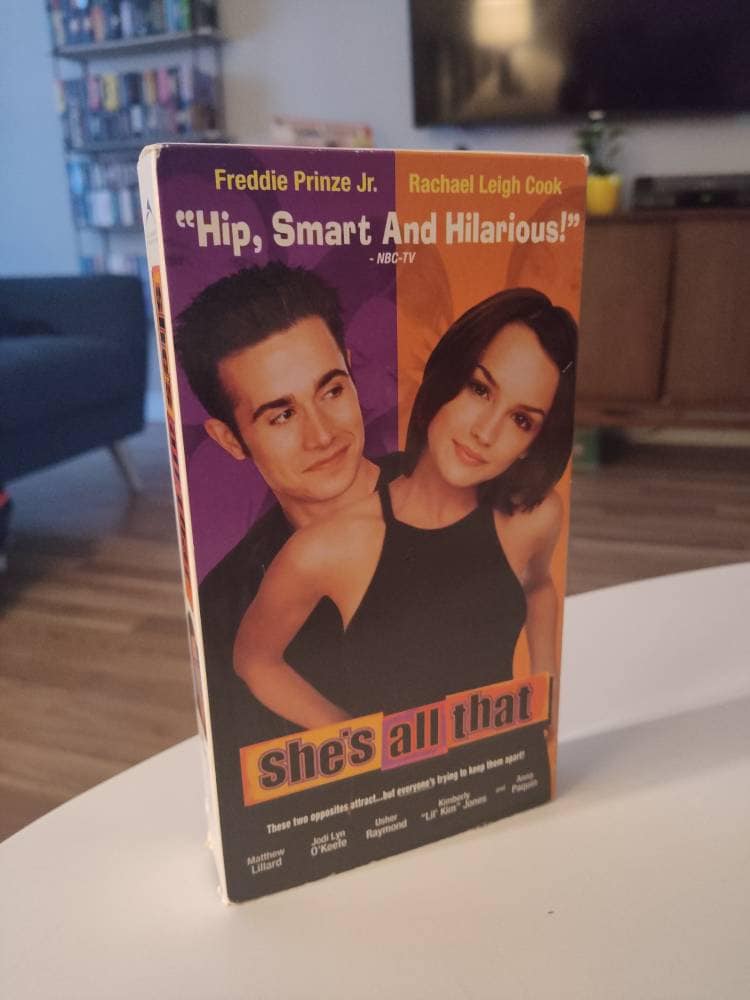 Freddie Prinze Jr. Rachael Leigh Cook
“Hip, Smart And Hilarious!”
- NBC-TV
she's all that
These two opposites attract...but everyone's trying to keep them apart!
Matthew Lillard
Jodi Lyn O'Keefe
Usher Raymond
Kimberly "Lil' Kim" Jones
and
Anna Paquin